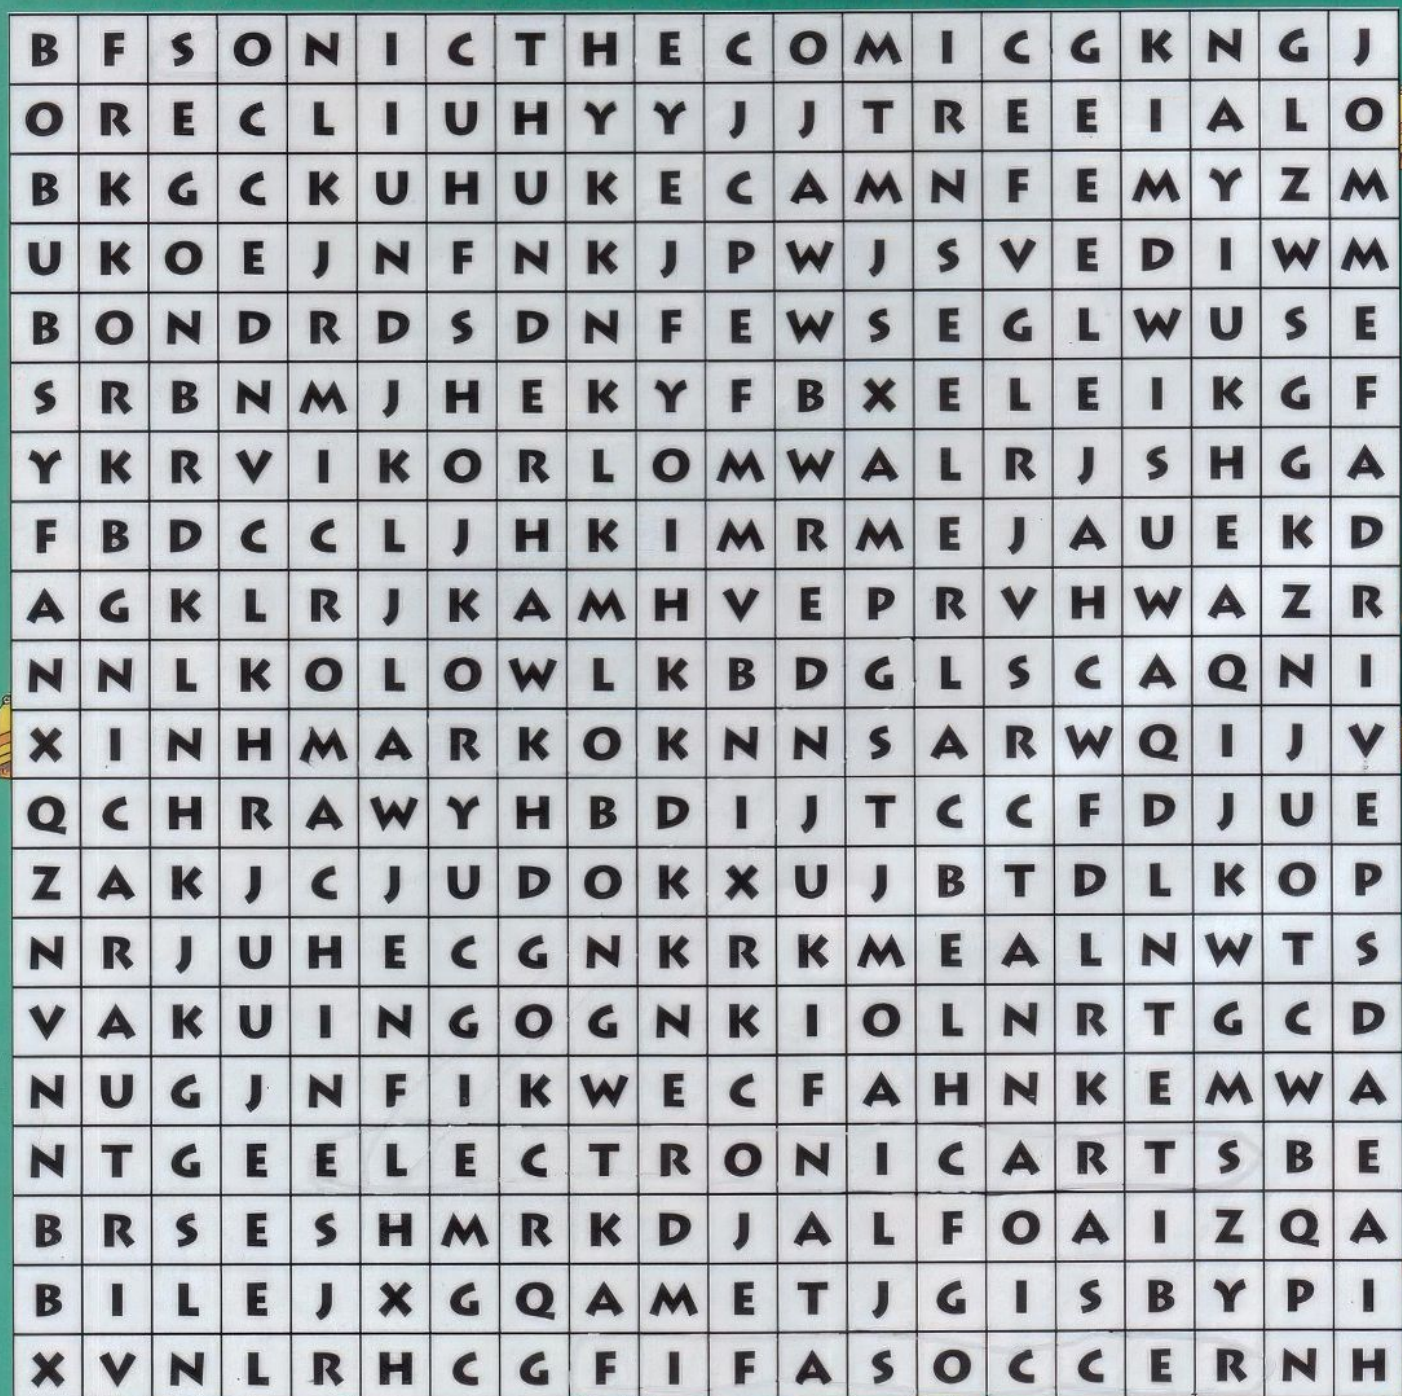 B F S O N I C T H E C O M I C G K N G J
O R E C L I U H Y Y J J T R E E I A L O
B K G C K U H U K E C A M N F E M Y Z M
U K O E J N F N K J P W J S V E D I W M
B O N D R D S D N F E W S E G L W U S E
S R B N M J H E K Y F B X E L E I K G F
Y K R V I K O R L O M W A L R J S H G A
F B D C C L J H K I M R M E J A U E K D
A G K L R J K A M H V E P R V H W A Z R
N N L K O L O W L K B D G L S C A Q N I
X I N H M A R K O K N N S A R W Q I J V
Q C H R A W Y H B D I J T C C F D J U E
Z A K J C J U D O K X U J B T D L K O P
N R J U H E C G N K R K M E A L N W T S
V A K U I N G O G N K I O L N R T G C D
N U G J N F I K W E C F A H N K E M W A
N T G E E L E C T R O N I C A R T S B E
B R S E S H M R K D J A L F O A I Z Q A
B I L E J X G Q A M E T J G I S B Y P I
X V N L R H C G F I F A S O C C E R N H